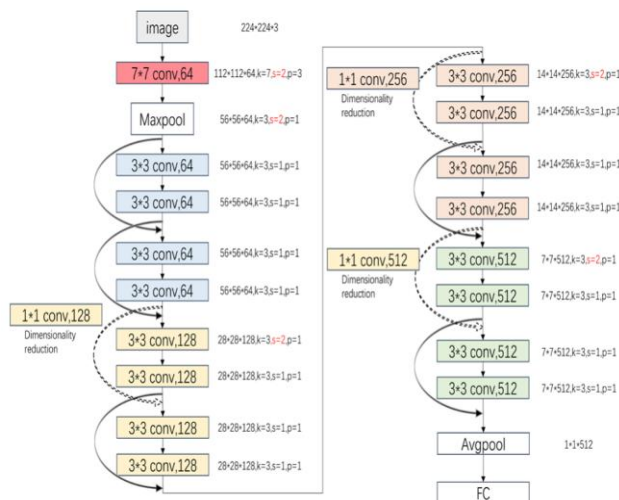 image
224*224*3
7*7 conv,64
112*112*64,k=7,s=2,p=3
Maxpool
56*56*64,k=3,s=2,p=1
3*3 conv,64
56*56*64,k=3,s=1,p=1
3*3 conv,64
56*56*64,k=3,s=1,p=1
3*3 conv,64
56*56*64,k=3,s=1,p=1
3*3 conv,64
56*56*64,k=3,s=1,p=1
1*1 conv,128
Dimensionality
reduction
3*3 conv,128
28*28*128,k=3,s=2,p=1
3*3 conv,128
28*28*128,k=3,s=1,p=1
3*3 conv,128
28*28*128,k=3,s=1,p=1
3*3 conv,128
28*28*128,k=3,s=1,p=1
1*1 conv,256
Dimensionality
reduction
3*3 conv,256
14*14*256,k=3,s=2,p=1
3*3 conv,256
14*14*256,k=3,s=1,p=1
3*3 conv,256
14*14*256,k=3,s=1,p=1
3*3 conv,256
14*14*256,k=3,s=1,p=1
1*1 conv,512
Dimensionality
reduction
3*3 conv,512
7*7*512,k=3,s=2,p=1
3*3 conv,512
7*7*512,k=3,s=1,p=1
3*3 conv,512
7*7*512,k=3,s=1,p=1
3*3 conv,512
7*7*512,k=3,s=1,p=1
Avgpool
1*1*512
FC